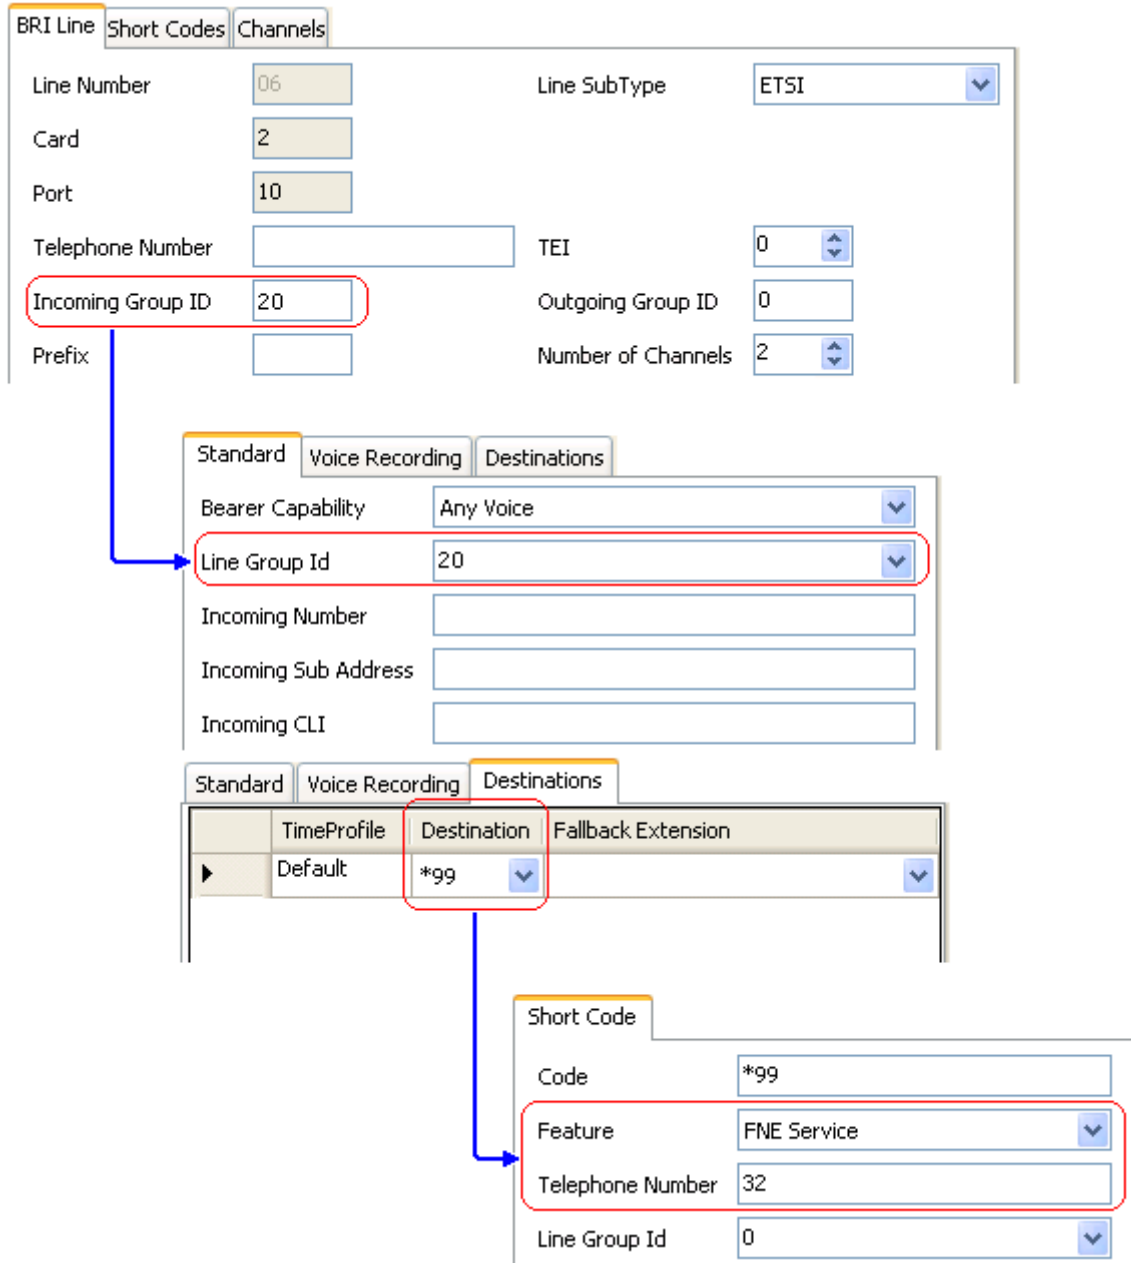 BRI Line Short Codes Channels
Line Number 06 Line SubType ETSI
Card 2
Port 10
Telephone Number TEI 0
Incoming Group ID 20 Outgoing Group ID 0
Prefix Number of Channels 2
Standard Voice Recording Destinations
Bearer Capability Any Voice
Line Group Id 20
Incoming Number
Incoming Sub Address
Incoming CLI
Standard Voice Recording Destinations
TimeProfile Destination Fallback Extension
Default *99
Short Code
Code *99
Feature FNE Service
Telephone Number 32
Line Group Id 0